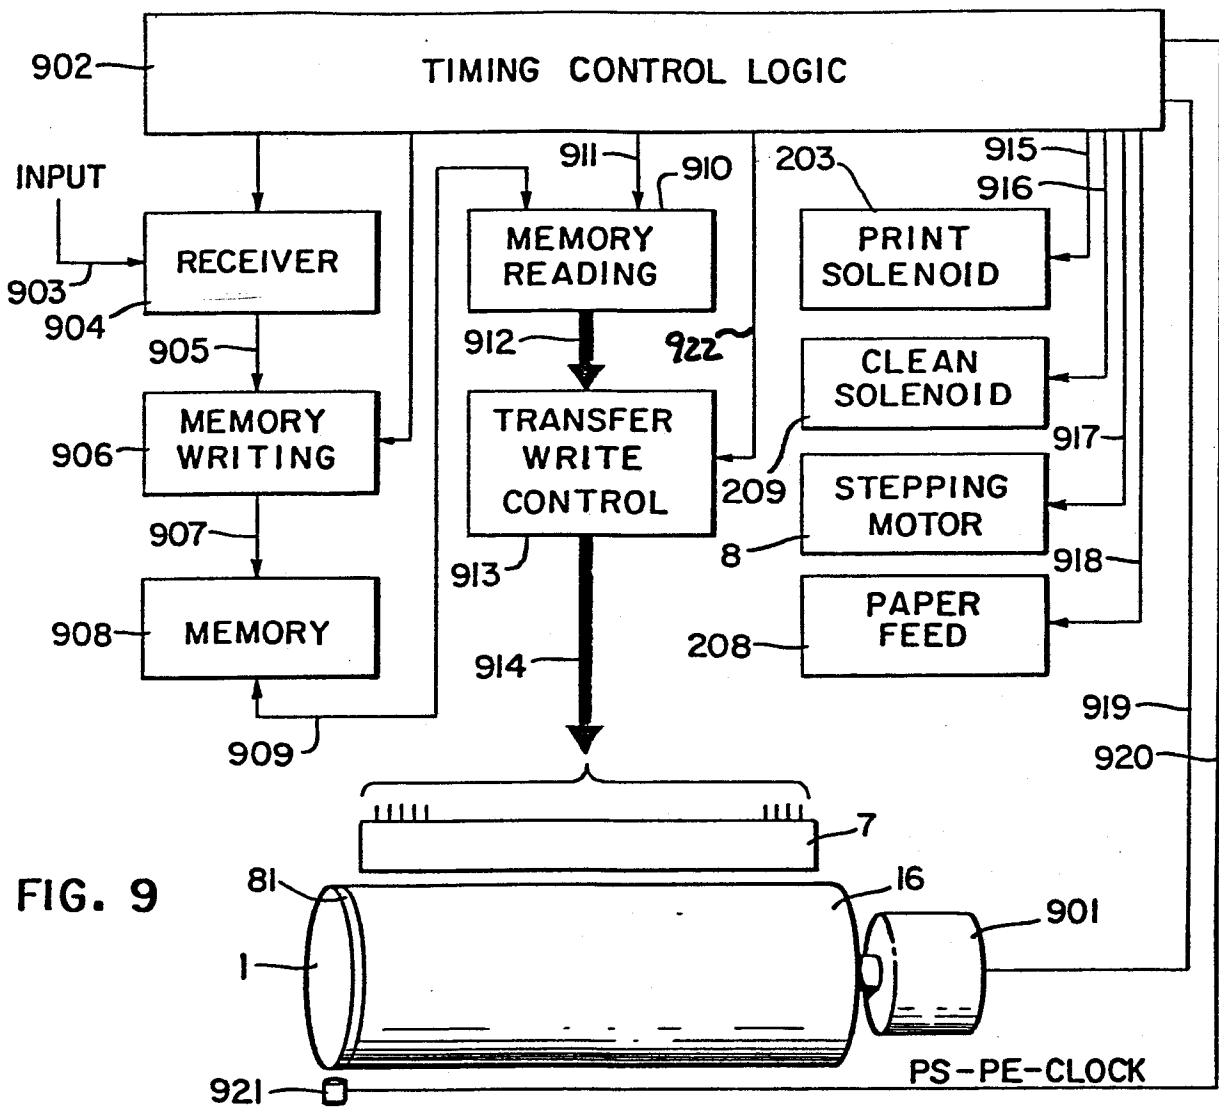 902
TIMING CONTROL LOGIC
INPUT
903
904
RECEIVER
905
906
MEMORY
WRITING
907
908
MEMORY
909
911
910
MEMORY
READING
912
922
TRANSFER
WRITE
CONTROL
913
914
203
915
916
PRINT
SOLENOID
CLEAN
SOLENOID
209
917
STEPPING
MOTOR
8
918
PAPER
FEED
208
919
920
7
FIG. 9
81
16
901
1
921
PS-PE-CLOCK